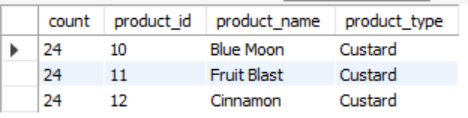 count product_id product_name product_type
24 10 Blue Moon Custard
24 11 Fruit Blast Custard
24 12 Cinnamon Custard